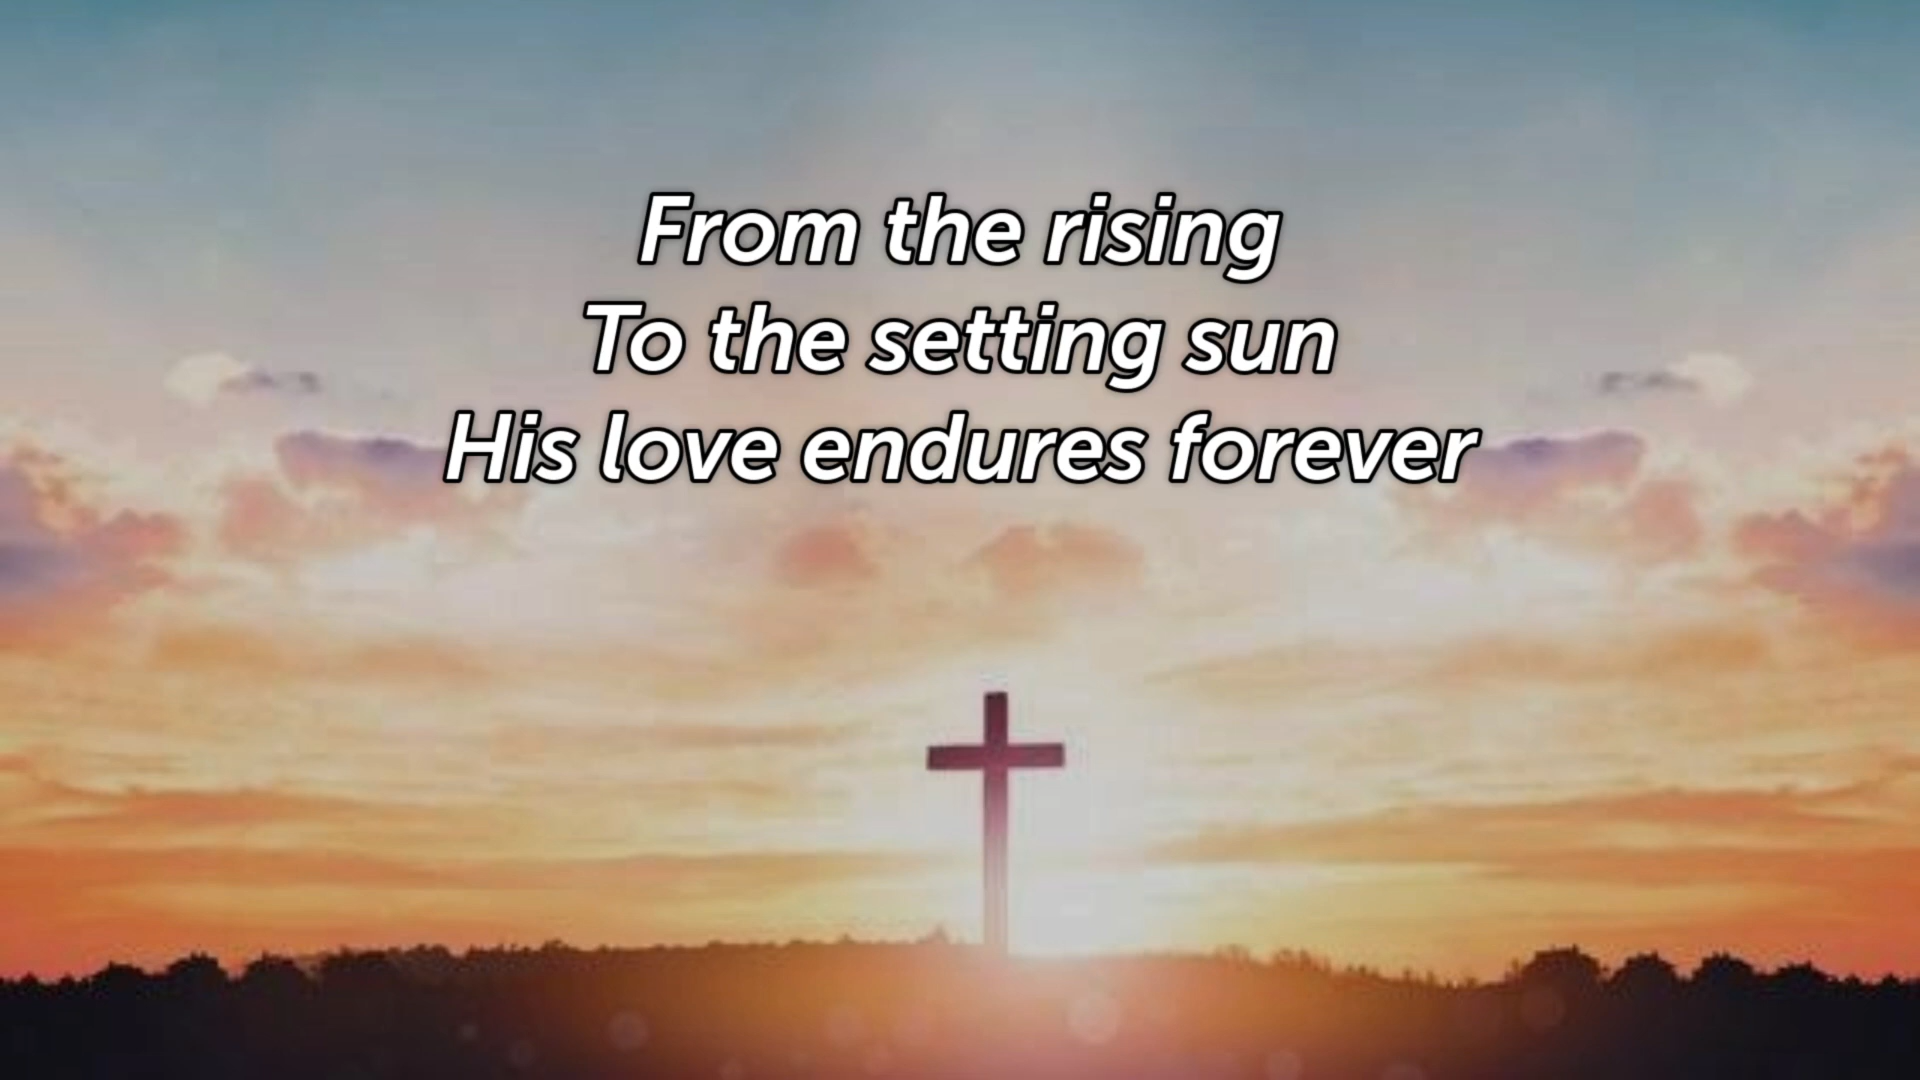 From the rising
To the setting sun
His love endures forever